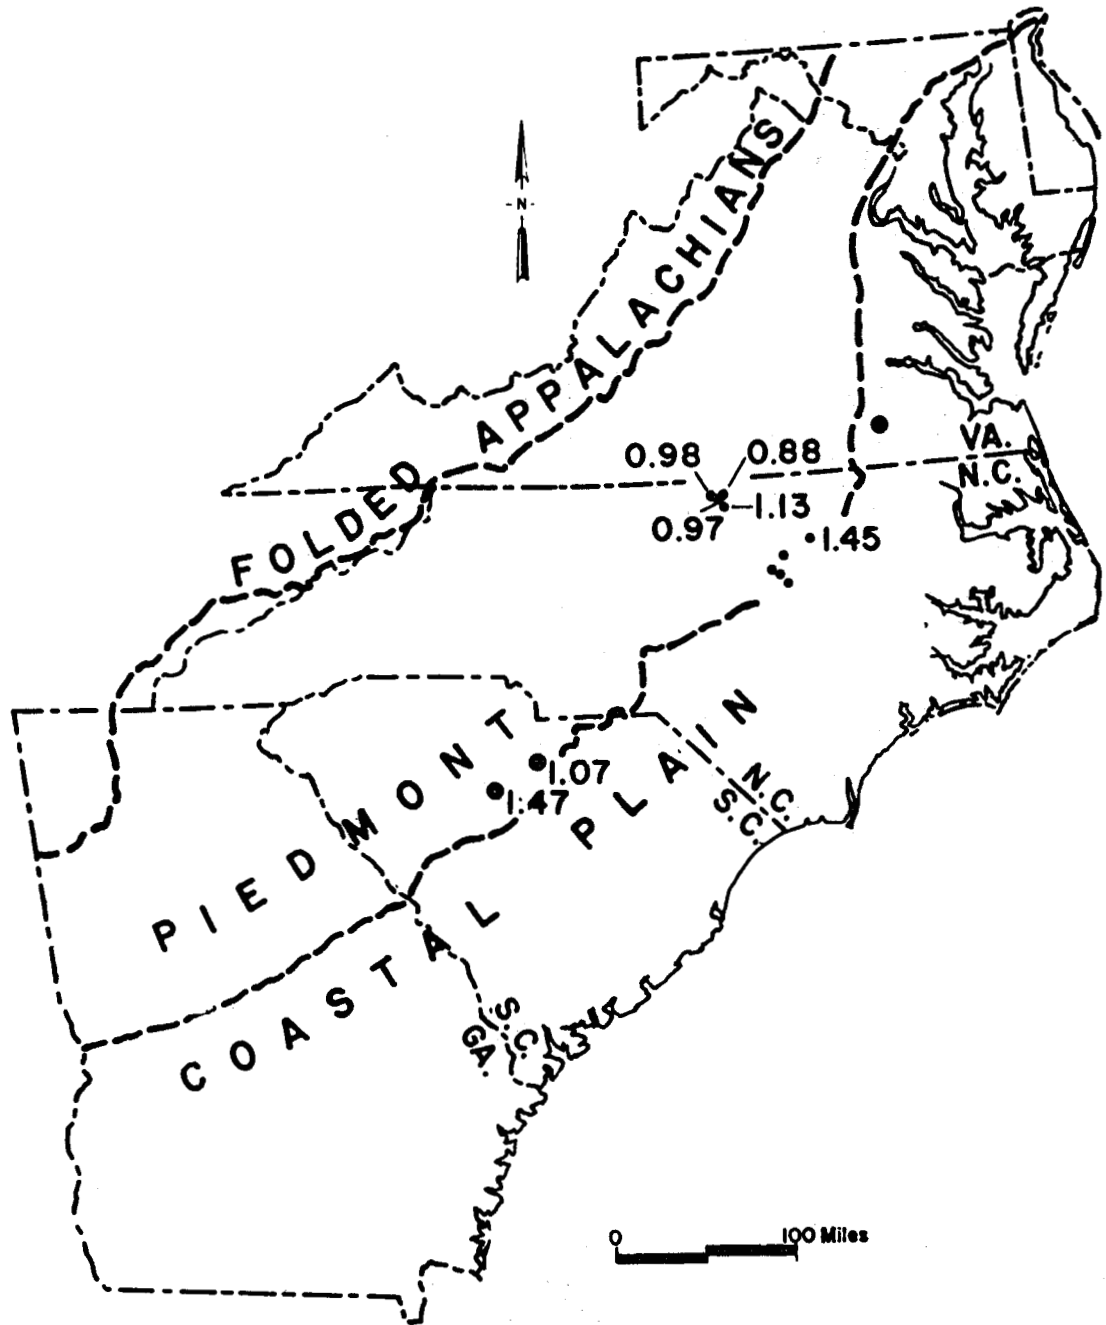 - N -
FOLDED APPALACHIANS
VA.
N.C.
0.98
0.88
0.97
1.13
1.45
PIEDMONT
1.07
1.47
COASTAL PLAIN
N.C.
S.C.
S.C.
GA.
0 100 Miles